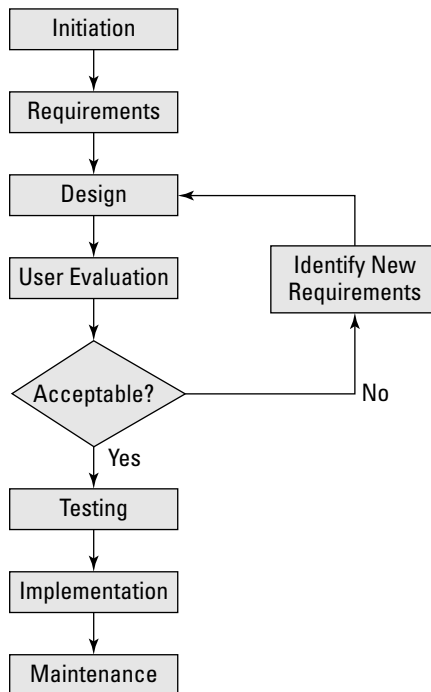 Initiation
Requirements
Design
User Evaluation
Identify New
Requirements
Acceptable?
No
Yes
Testing
Implementation
Maintenance